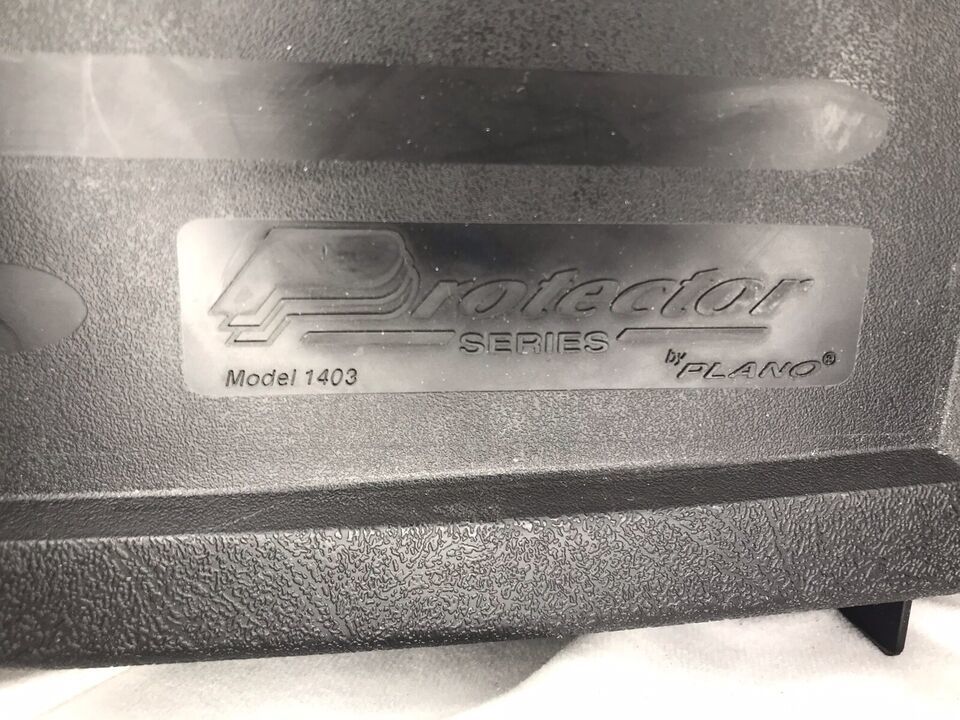 Protector
SERIES
by PLANO®
Model 1403